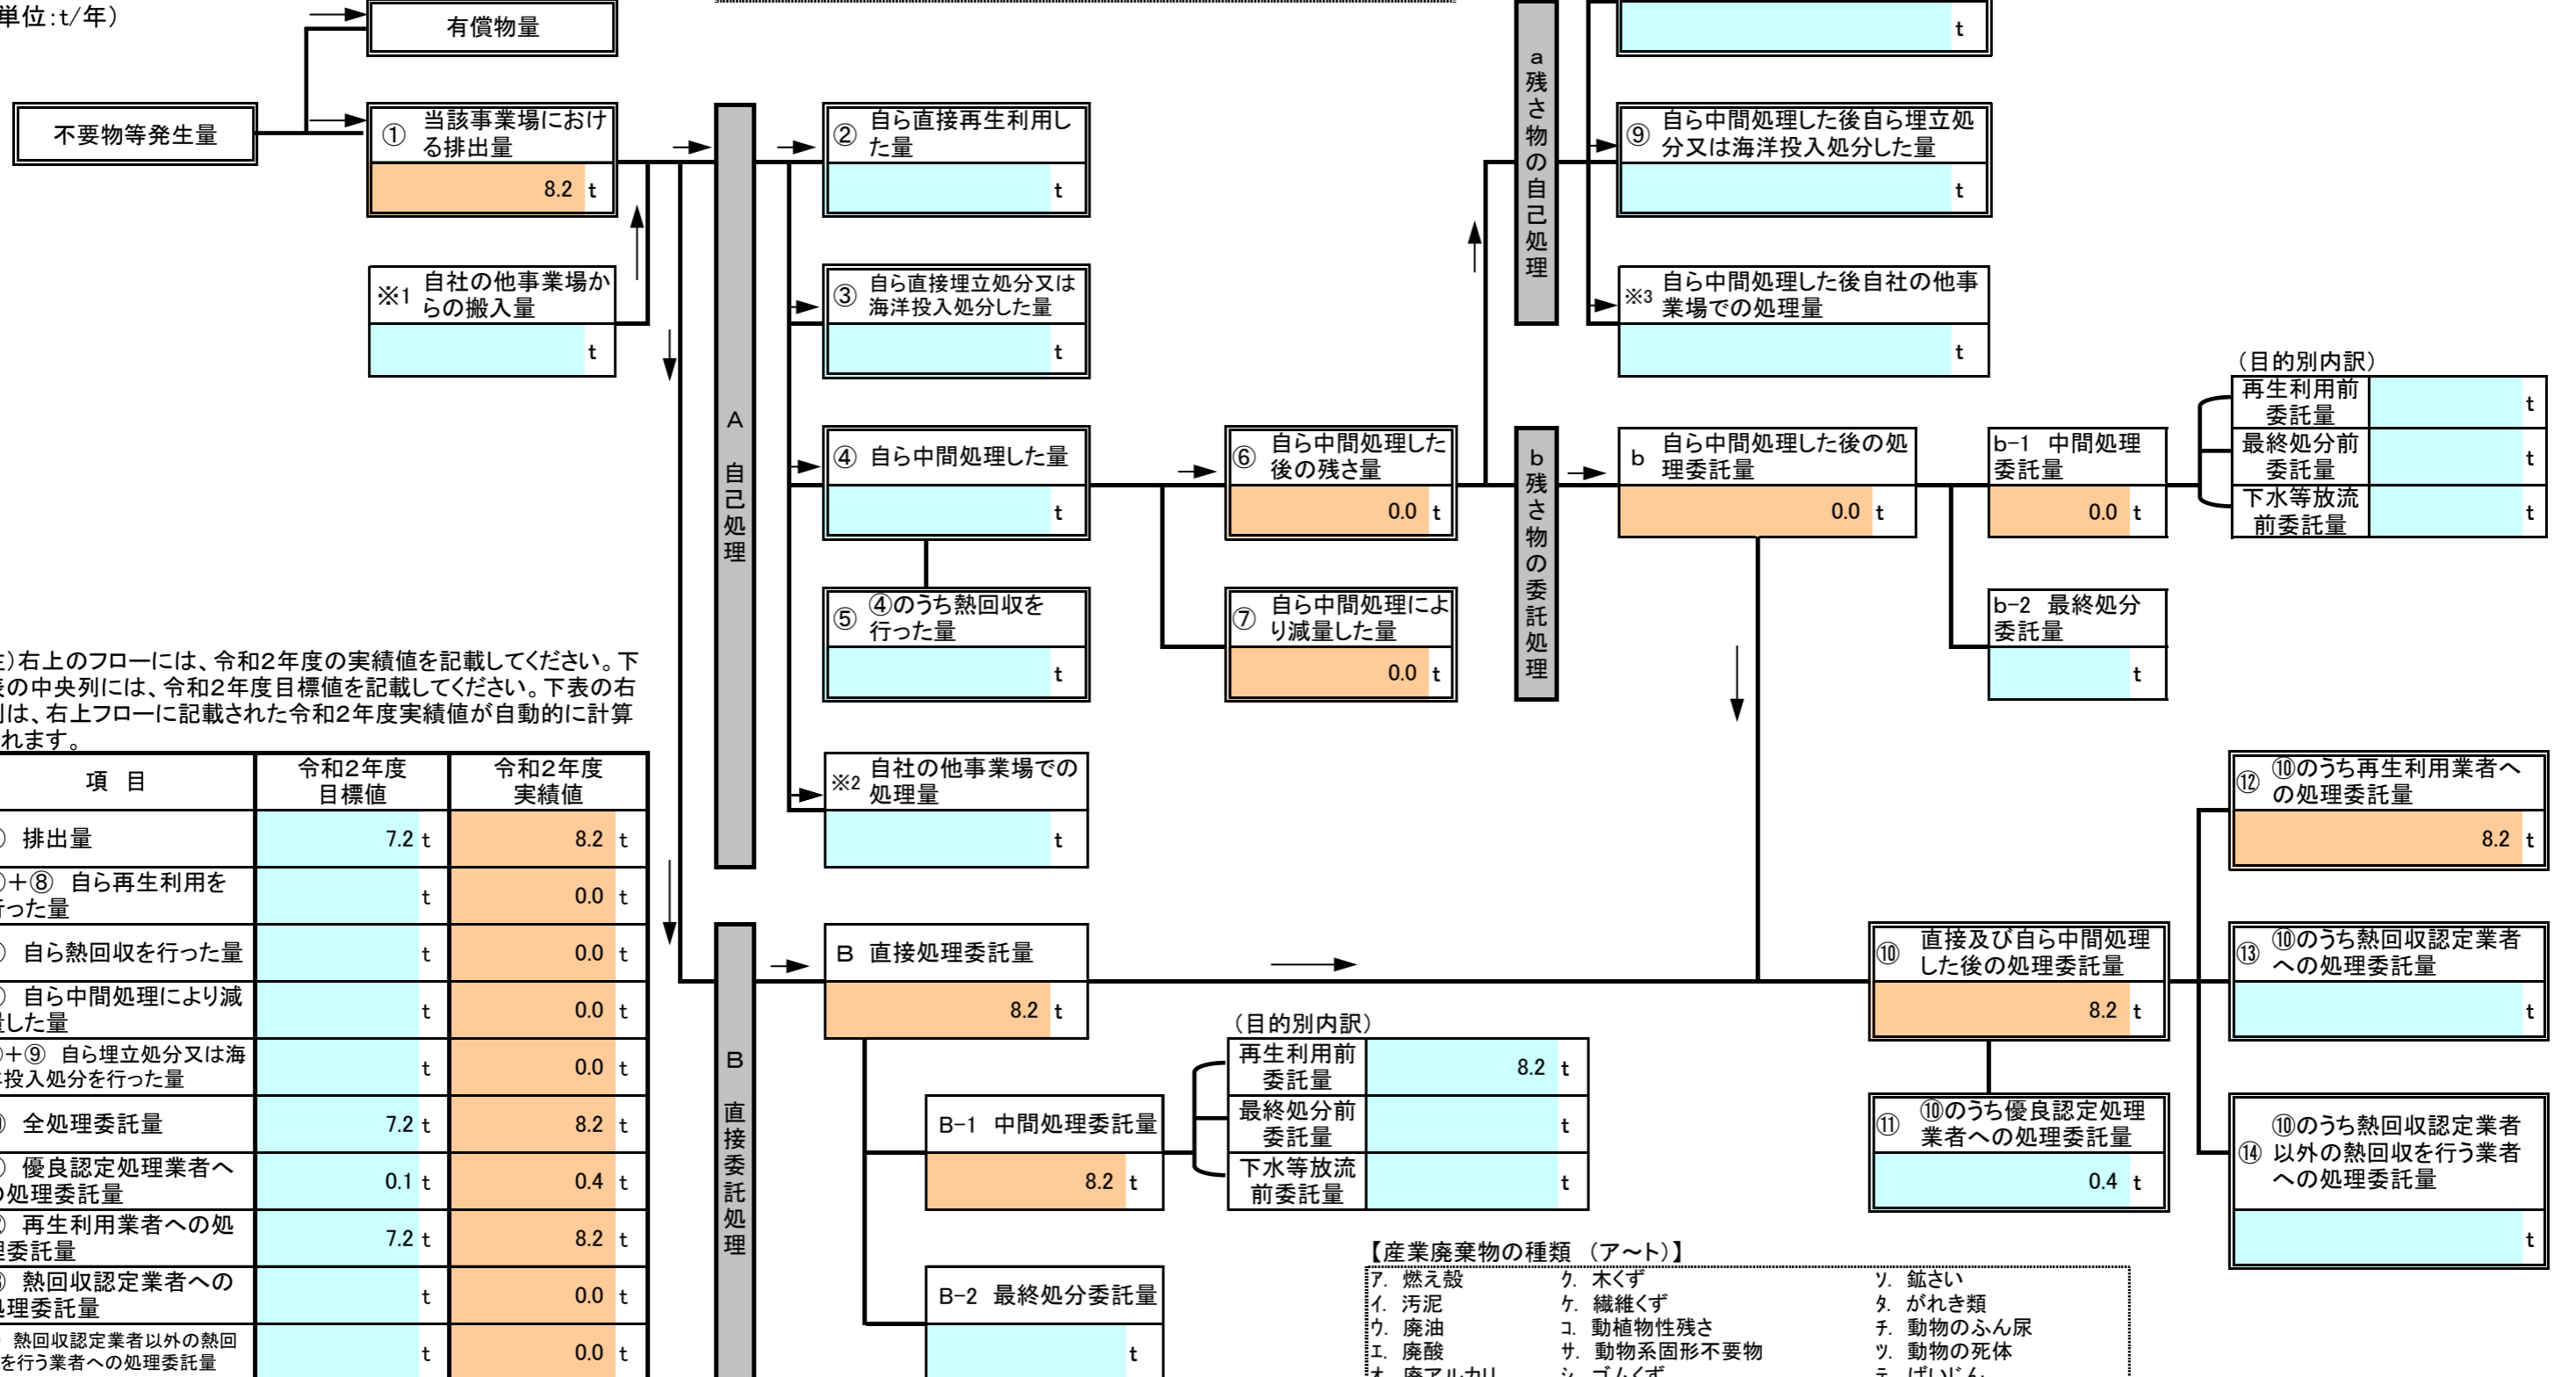 単位：t/年）
有償物量
不要物等発生量
① 当該事業場におけ
る排出量
8.2 t
※1 自社の他事業場か
らの搬入量
t
A 自己処理
② 自ら直接再生利用し
た量
t
③ 自ら直接埋立処分又は
海洋投入処分した量
t
④ 自ら中間処理した量
t
⑤ ④のうち熱回収を
行った量
t
※2 自社の他事業場での
処理量
t
⑥ 自ら中間処理した
後の残さ量
0.0 t
⑦ 自ら中間処理によ
り減量した量
0.0 t
a 残さ物の自己処理
t
⑨ 自ら中間処理した後自ら埋立処
分又は海洋投入処分した量
t
※3 自ら中間処理した後自社の他事
業場での処理量
t
b 残さ物の委託処理
b 自ら中間処理した後の処
理委託量
0.0 t
b-1 中間処理
委託量
0.0 t
（目的別内訳）
再生利用前
委託量
t
最終処分前
委託量
t
下水等放流
前委託量
t
b-2 最終処分
委託量
t
）右上のフローには、令和２年度の実績値を記載してください。下
表の中央列には、令和２年度目標値を記載してください。下表の右
は、右上フローに記載された令和２年度実績値が自動的に計算
れます。
項 目
令和２年度
目標値
令和２年度
実績値
排出量 7.2 t 8.2 t
＋⑧ 自ら再生利用を
行った量 t 0.0 t
自ら熱回収を行った量 t 0.0 t
自ら中間処理により減
量した量 t 0.0 t
＋⑨ 自ら埋立処分又は海
洋投入処分を行った量 t 0.0 t
全処理委託量 7.2 t 8.2 t
優良認定処理業者へ
の処理委託量 0.1 t 0.4 t
再生利用業者への処
理委託量 7.2 t 8.2 t
熱回収認定業者への
処理委託量 t 0.0 t
熱回収認定業者以外の熱回
を行う業者への処理委託量 t 0.0 t
B 直接委託処理
B 直接処理委託量
8.2 t
B-1 中間処理委託量
8.2 t
（目的別内訳）
再生利用前
委託量
8.2 t
最終処分前
委託量
t
下水等放流
前委託量
t
B-2 最終処分委託量
t
⑩ 直接及び自ら中間処理
した後の処理委託量
8.2 t
⑪ ⑩のうち優良認定処理
業者への処理委託量
0.4 t
⑫ ⑩のうち再生利用業者へ
の処理委託量
8.2 t
⑬ ⑩のうち熱回収認定業者
への処理委託量
t
⑭ ⑩のうち熱回収認定業者
以外の熱回収を行う業者
への処理委託量
t
【産業廃棄物の種類 （ア～ト）】
ア. 燃え殻 ク. 木くず ソ. 鉱さい
イ. 汚泥 ケ. 繊維くず タ. がれき類
ウ. 廃油 コ. 動植物性残さ チ. 動物のふん尿
エ. 廃酸 サ. 動物系固形不要物 ツ. 動物の死体
オ. 廃アルカリ シ. ゴムくず テ. ばいじん